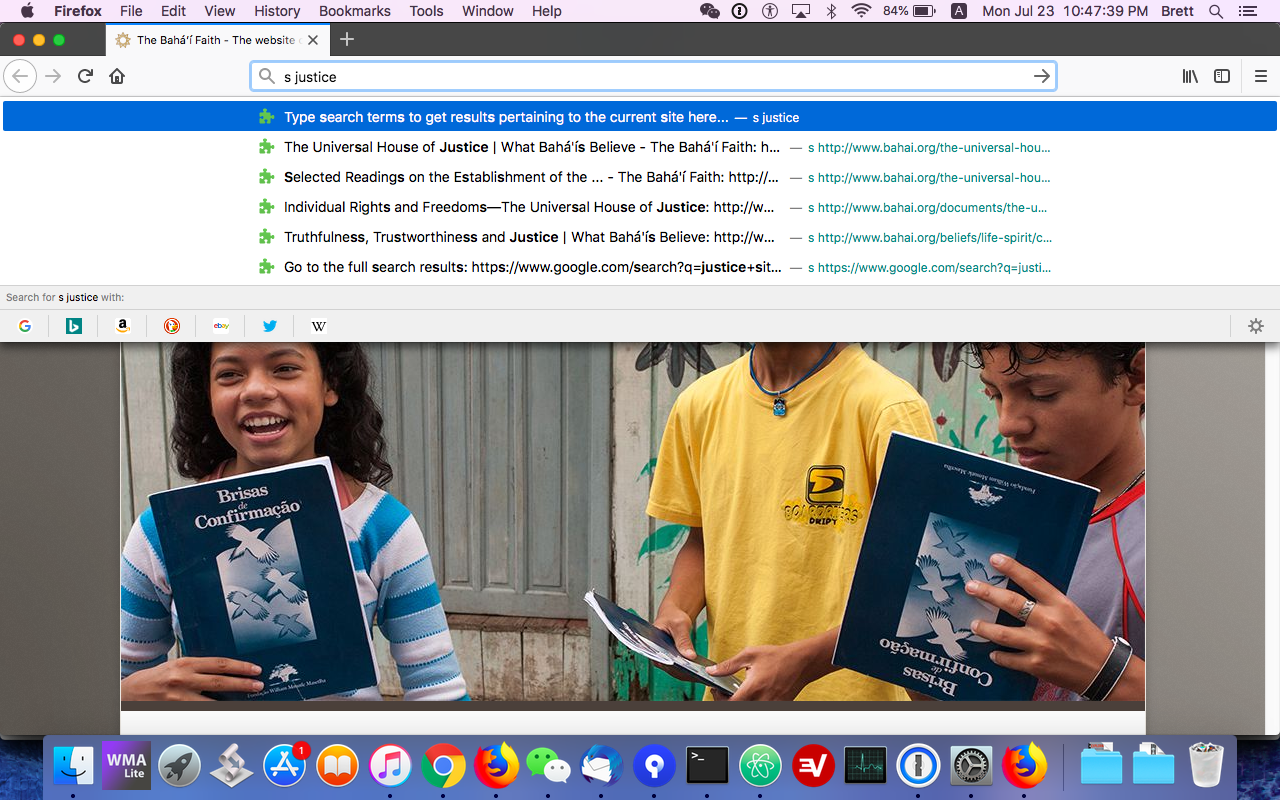 Firefox File Edit View History Bookmarks Tools Window Help 84% A Mon Jul 23 10:47:39 PM Brett
The Bahá'í Faith - The website
s justice
Type search terms to get results pertaining to the current site here... — s justice
The Universal House of Justice | What Bahá'ís Believe - The Bahá'í Faith: h... — s http://www.bahai.org/the-universal-hou...
Selected Readings on the Establishment of the ... - The Bahá'í Faith: http://... — s http://www.bahai.org/the-universal-hou...
Individual Rights and Freedoms—The Universal House of Justice: http://w... — s http://www.bahai.org/documents/the-u...
Truthfulness, Trustworthiness and Justice | What Bahá'ís Believe: http://w... — s http://www.bahai.org/beliefs/life-spirit/c...
Go to the full search results: https://www.google.com/search?q=justice+sit... — s https://www.google.com/search?q=justi...
Search for s justice with:
G b a ebay W
Brisas
de
Confirmação
Fundação William Masetle Masetlha
BOARDRIDERS
DRIPY
Brisas
de
Confirmação
WMA
Lite
1